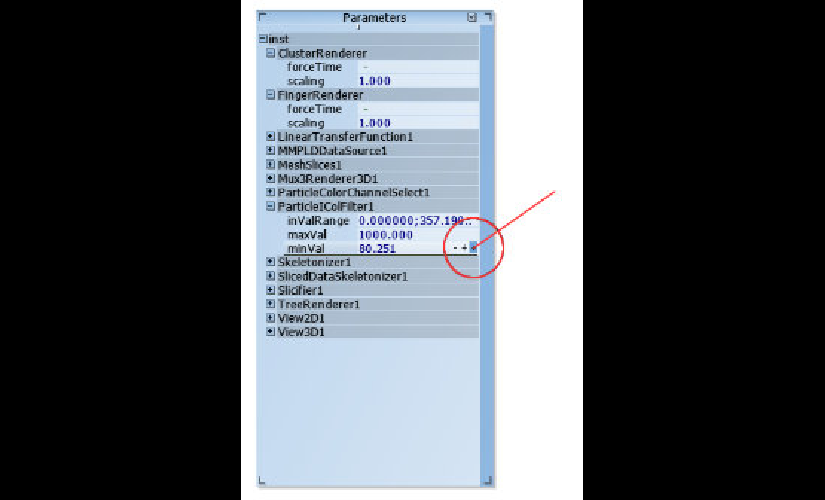 Parameters
inst
ClusterRenderer
forceTime -
scaling 1.000
FingerRenderer
forceTime -
scaling 1.000
LinearTransferFunction1
MMPLDDataSource1
MeshSlices1
Mux3Renderer3D1
ParticleColorChannelSelect1
ParticleIColFilter1
inValRange 0.000000;357.198..
maxVal 1000.000
minVal 80.251 - +
Skeletonizer1
SlicedDataSkeletonizer1
Slicifier1
TreeRenderer1
View2D1
View3D1